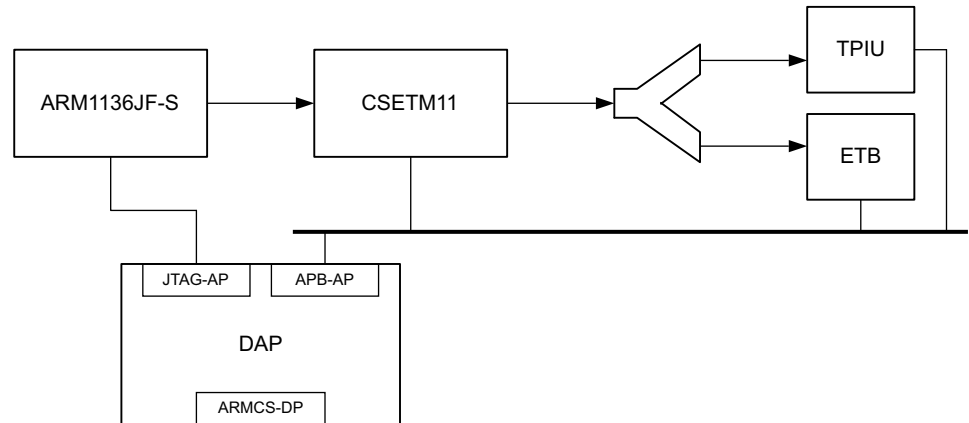 TPIU
ARM1136JF-S
CSETM11
ETB
JTAG-AP
APB-AP
DAP
ARMCS-DP